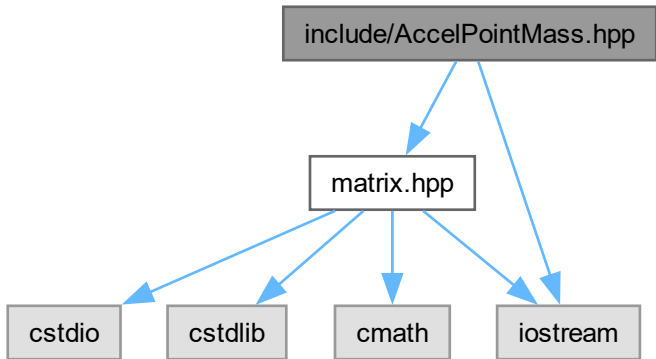 include/AccelPointMass.hpp
matrix.hpp
cstdio
cstdlib
cmath
iostream